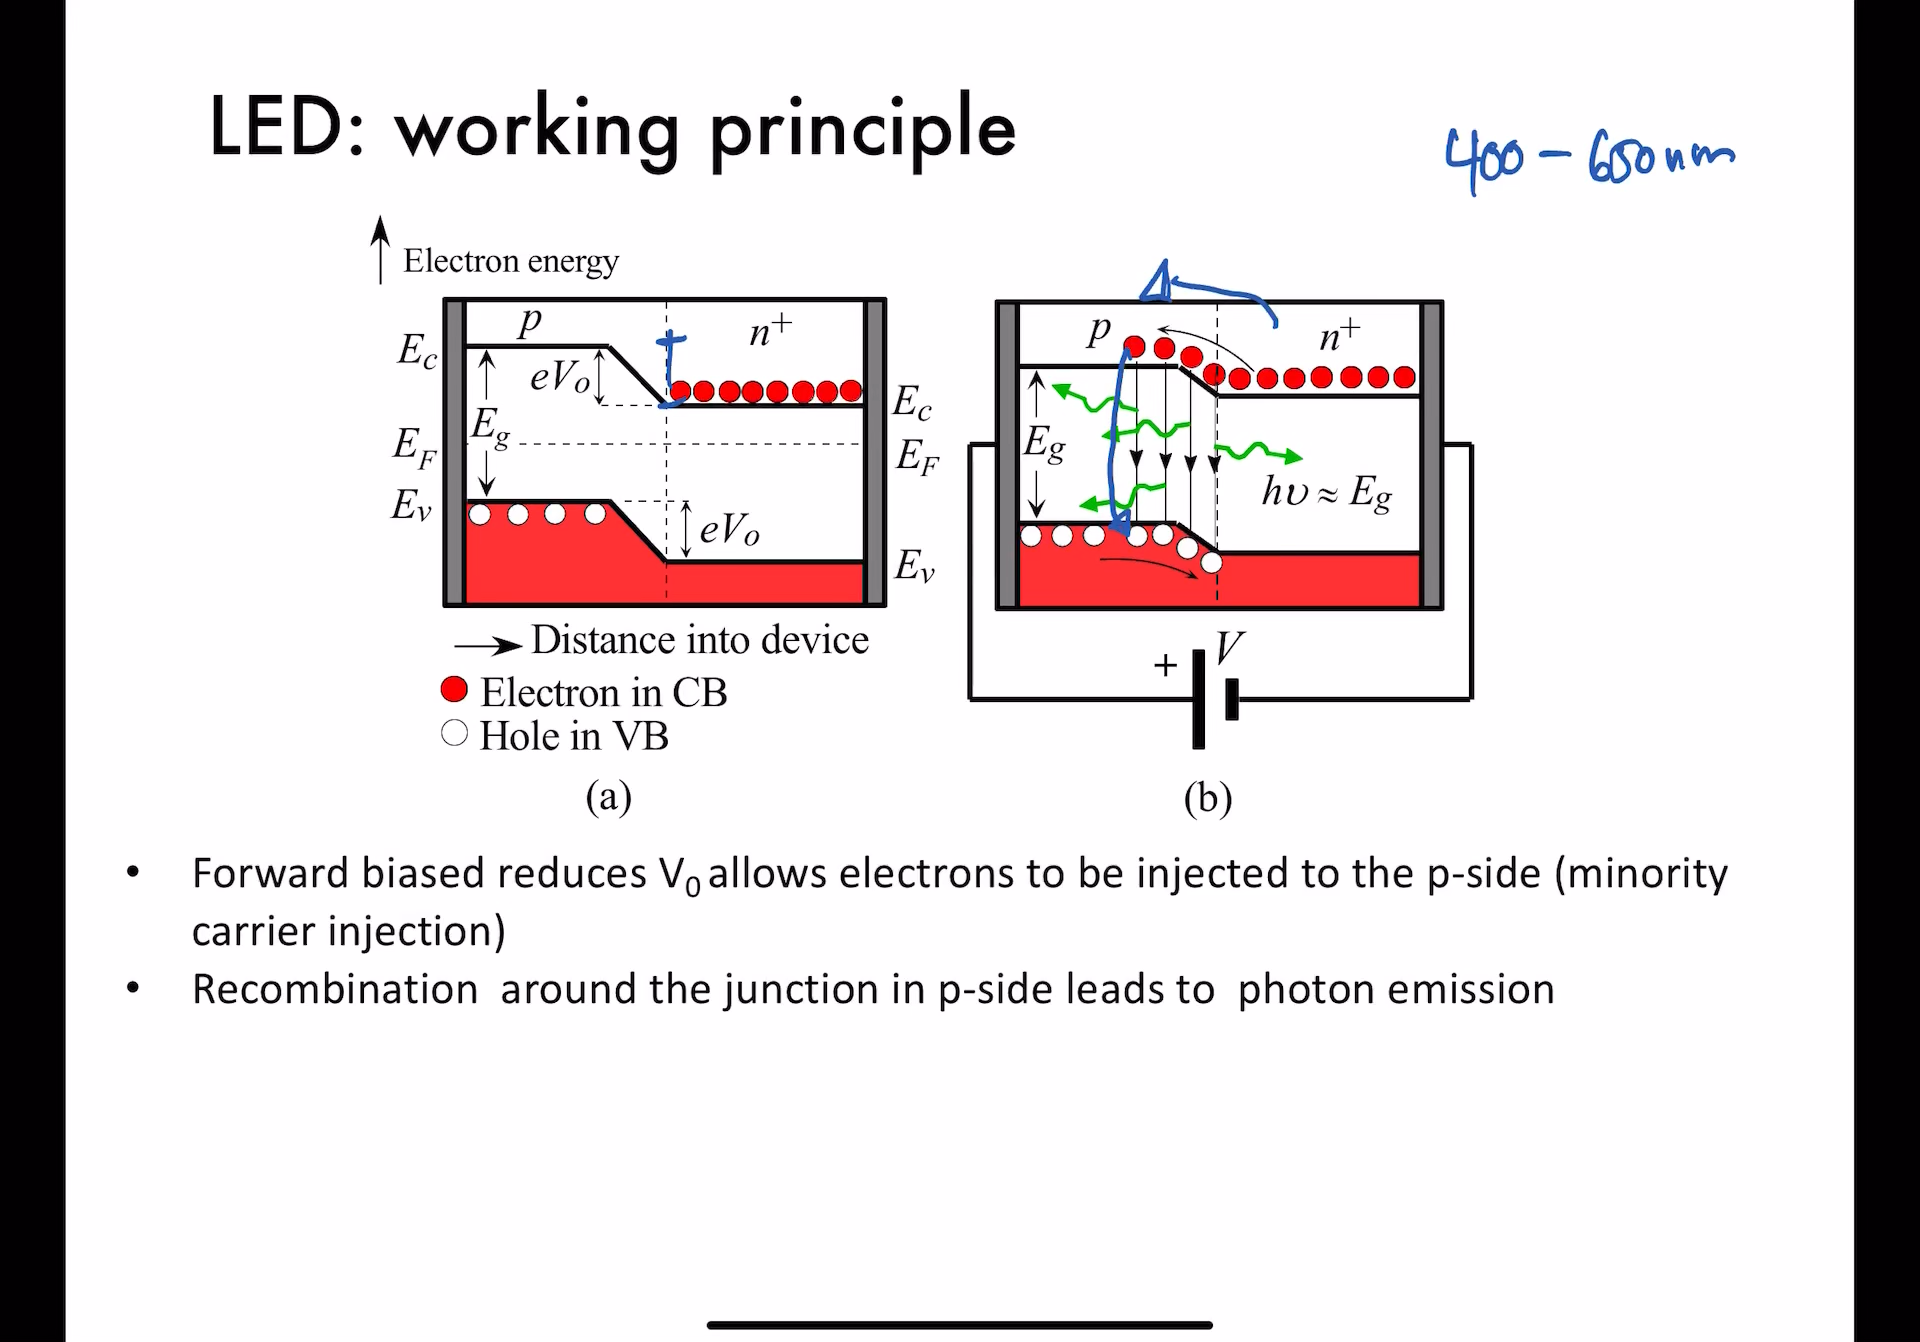 LED: working principle
400 - 650nm
Electron energy
p
n+
Ec
eVo
Eg
EF
Ev
eVo
Ec
EF
Ev
Distance into device
Electron in CB
Hole in VB
(a)
p
n+
Eg
hυ ≈ Eg
+
V
(b)
• Forward biased reduces V0 allows electrons to be injected to the p-side (minority
carrier injection)
• Recombination around the junction in p-side leads to photon emission